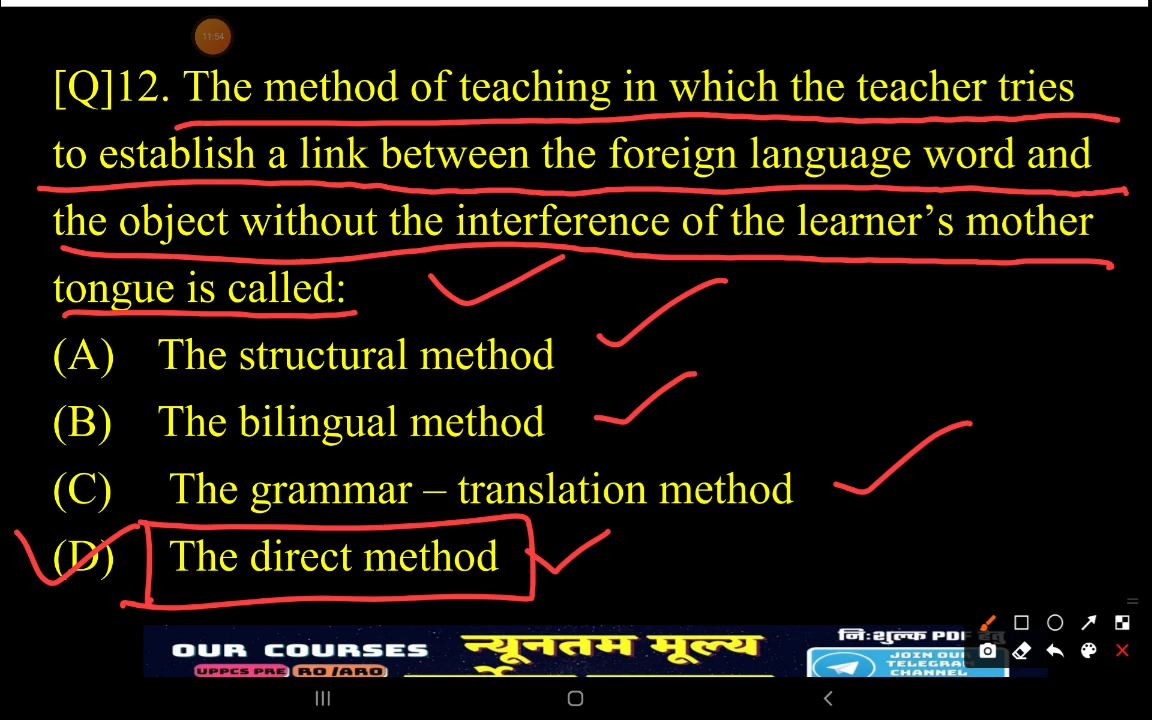 11:54
[Q]12. The method of teaching in which the teacher tries
to establish a link between the foreign language word and
the object without the interference of the learner’s mother
tongue is called:
(A) The structural method
(B) The bilingual method
(C) The grammar – translation method
(D) The direct method
OUR COURSES
UPPCS PRE RO /ARO
न्यूनतम मूल्य
नि:शुल्क PDF हेतु
JOIN OUR
TELEGRAM
CHANNEL